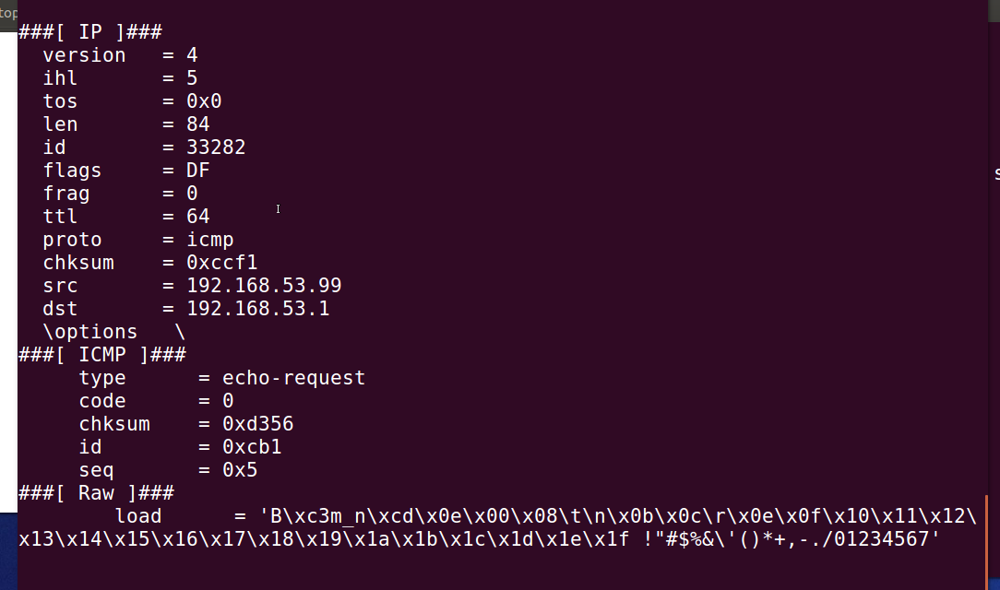 top
###[ IP ]###
  version   = 4
  ihl       = 5
  tos       = 0x0
  len       = 84
  id        = 33282
  flags     = DF
  frag      = 0
  ttl       = 64
  proto     = icmp
  chksum    = 0xccf1
  src       = 192.168.53.99
  dst       = 192.168.53.1
  \options   \
###[ ICMP ]###
     type      = echo-request
     code      = 0
     chksum    = 0xd356
     id        = 0xcb1
     seq       = 0x5
###[ Raw ]###
        load      = 'B\xc3m_n\xcd\x0e\x00\x08\t\n\x0b\x0c\r\x0e\x0f\x10\x11\x12\
x13\x14\x15\x16\x17\x18\x19\x1a\x1b\x1c\x1d\x1e\x1f !"#$%&\'()*+,-./01234567'